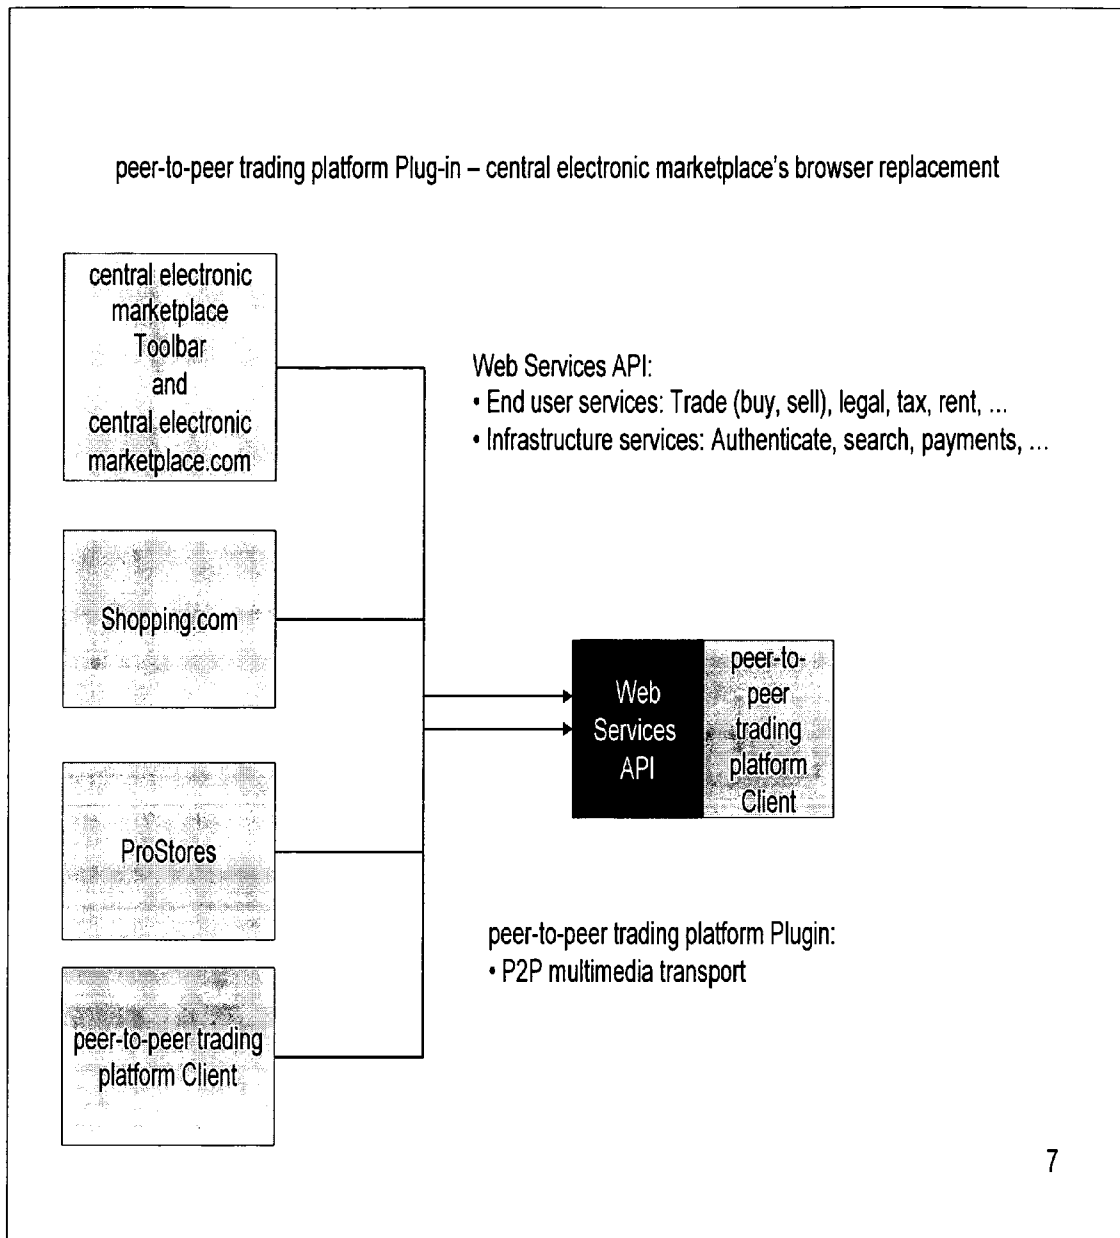 peer-to-peer trading platform Plug-in – central electronic marketplace's browser replacement
central electronic
marketplace
Toolbar
and
central electronic
marketplace.com
Web Services API:
• End user services: Trade (buy, sell), legal, tax, rent, ...
• Infrastructure services: Authenticate, search, payments, ...
Shopping.com
Web
Services
API
peer-to-
peer
trading
platform
Client
ProStores
peer-to-peer trading platform Plugin:
• P2P multimedia transport
peer-to-peer trading
platform Client
7